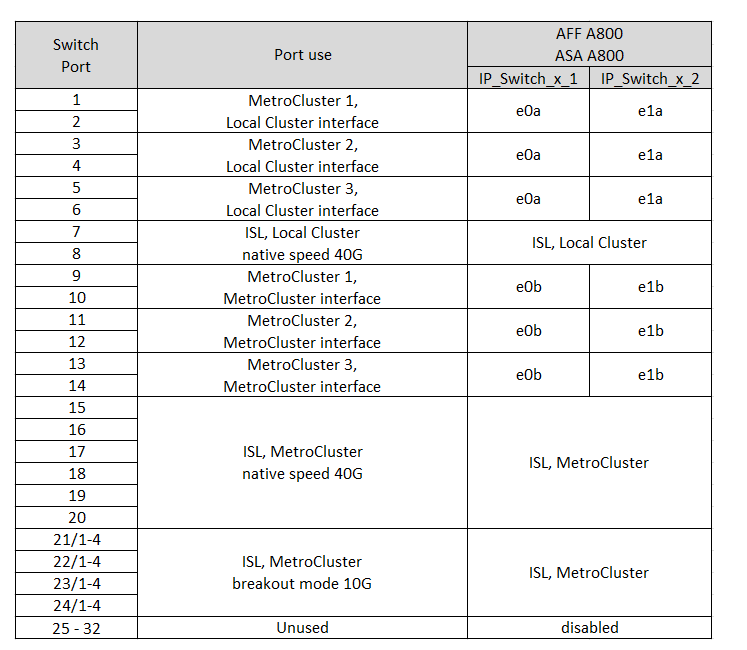 Switch
Port
Port use
AFF A800
ASA A800
IP_Switch_x_1
IP_Switch_x_2
1
2
MetroCluster 1,
Local Cluster interface
e0a
e1a
3
4
MetroCluster 2,
Local Cluster interface
e0a
e1a
5
6
MetroCluster 3,
Local Cluster interface
e0a
e1a
7
8
ISL, Local Cluster
native speed 40G
ISL, Local Cluster
9
10
MetroCluster 1,
MetroCluster interface
e0b
e1b
11
12
MetroCluster 2,
MetroCluster interface
e0b
e1b
13
14
MetroCluster 3,
MetroCluster interface
e0b
e1b
15
16
17
18
19
20
ISL, MetroCluster
native speed 40G
ISL, MetroCluster
21/1-4
22/1-4
23/1-4
24/1-4
ISL, MetroCluster
breakout mode 10G
ISL, MetroCluster
25 - 32
Unused
disabled